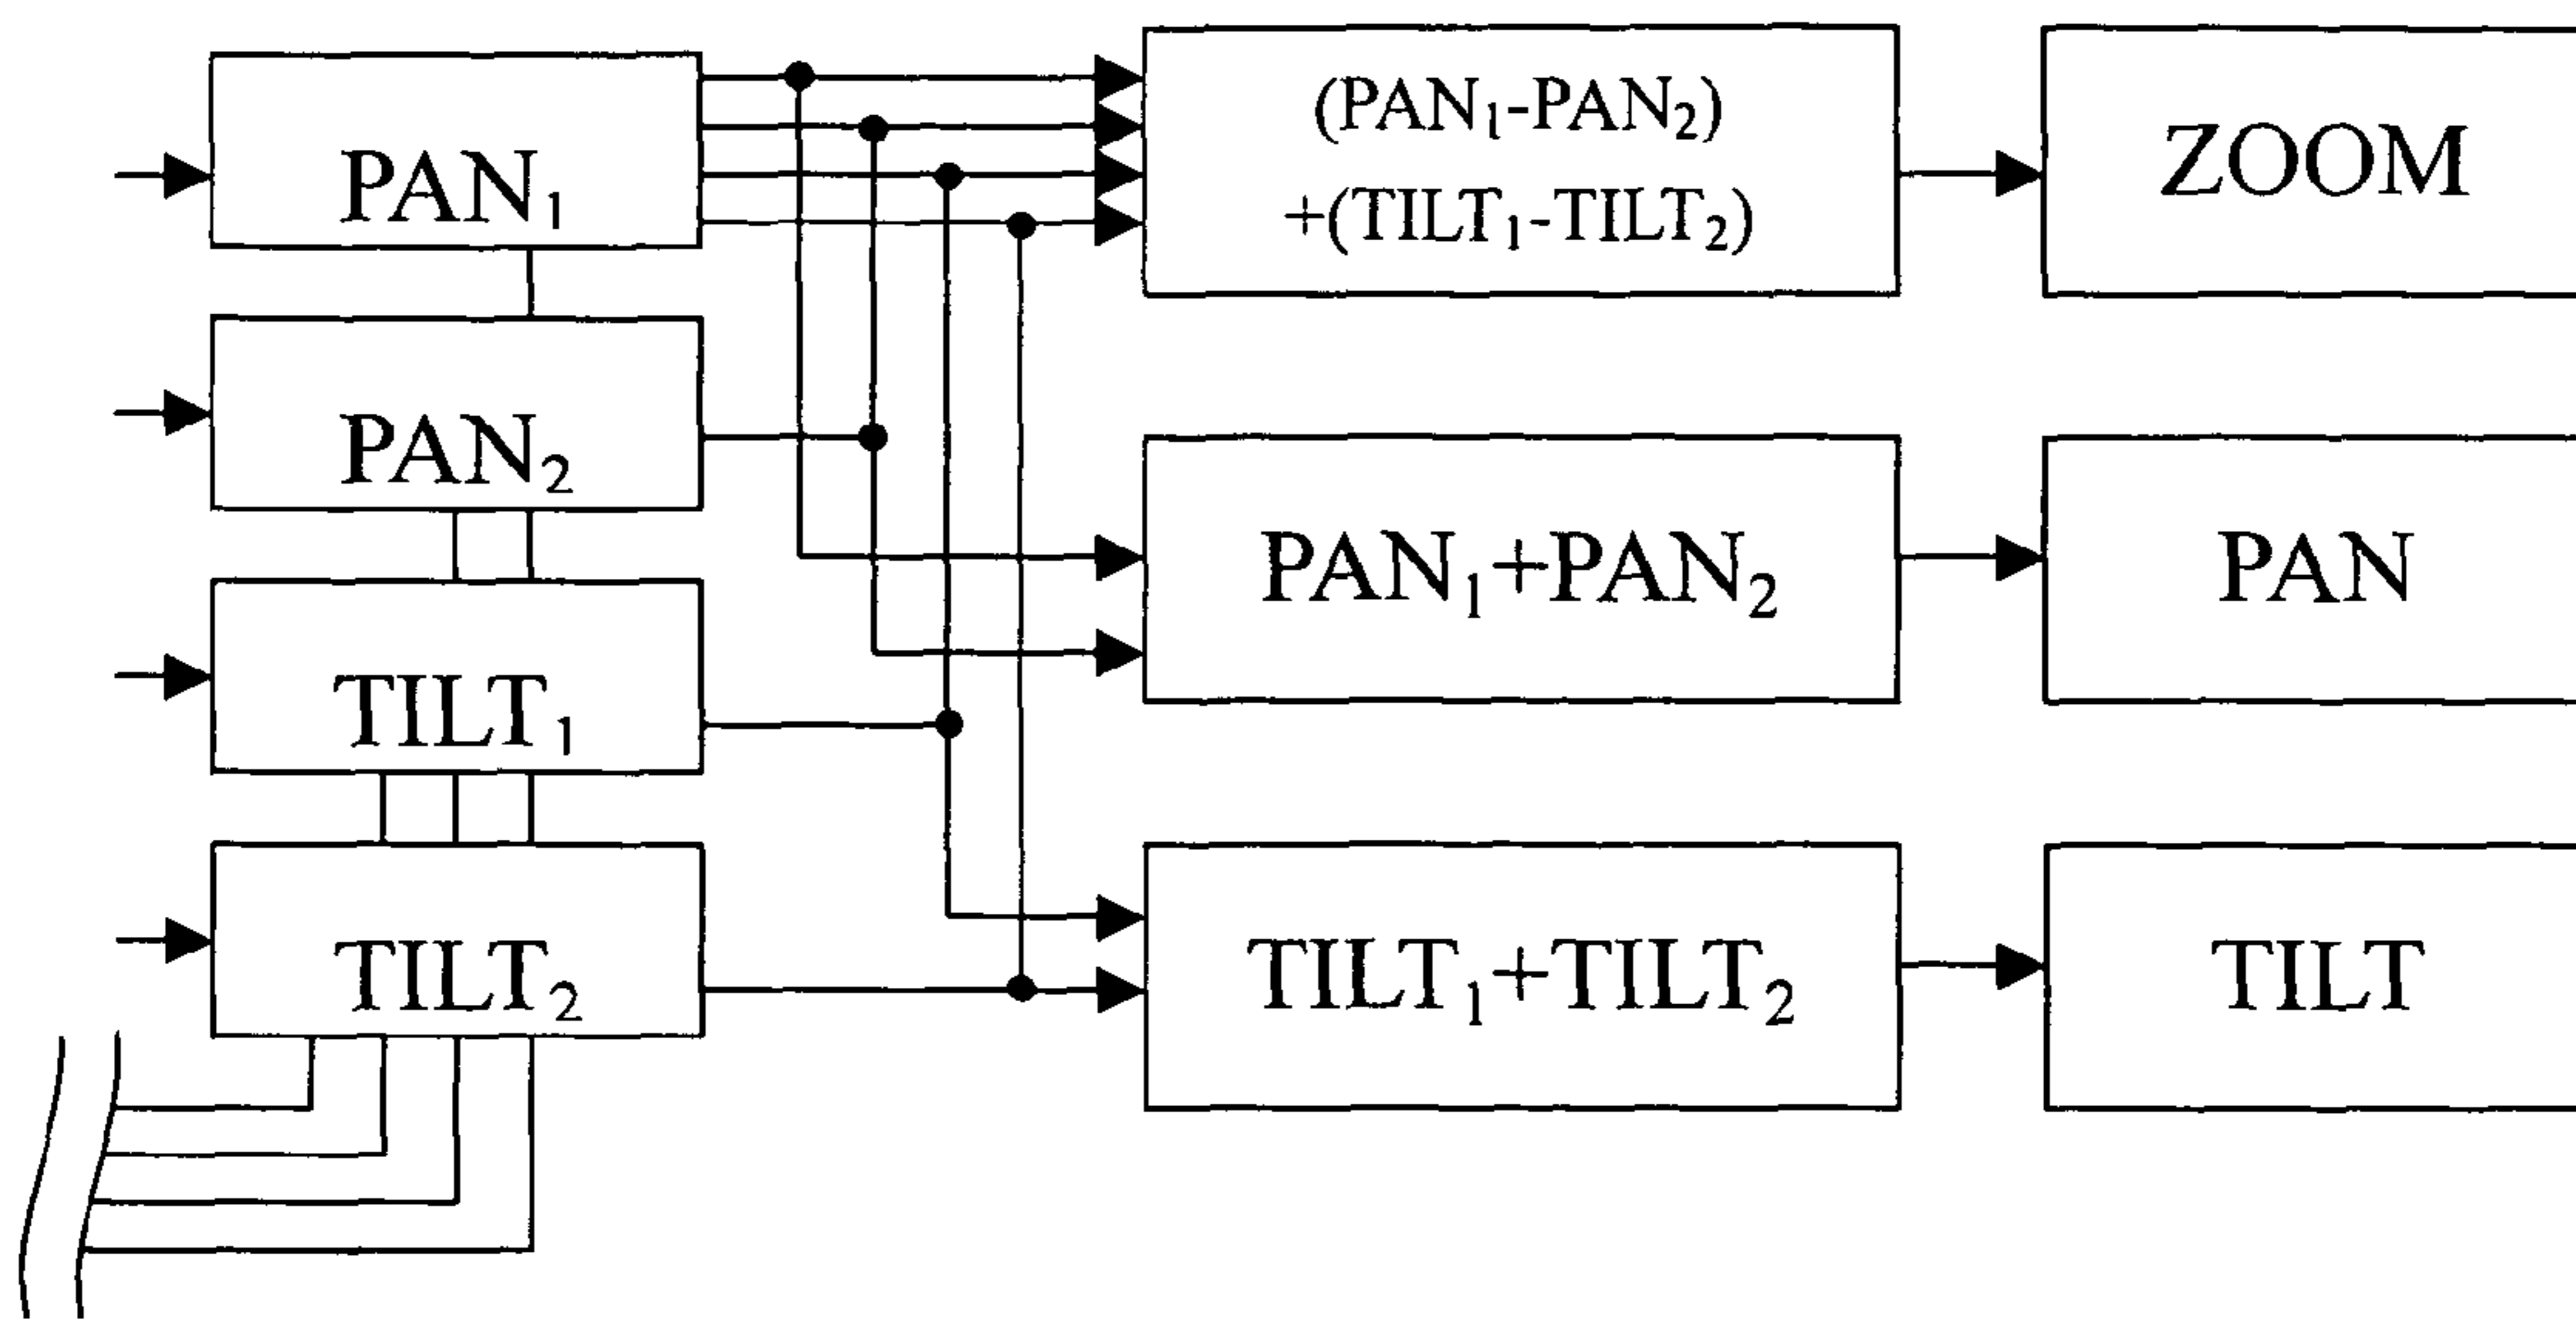 PAN₁
(PAN₁-PAN₂)
+(TILT₁-TILT₂)
ZOOM
PAN₂
PAN₁+PAN₂
PAN
TILT₁
TILT₂
TILT₁+TILT₂
TILT